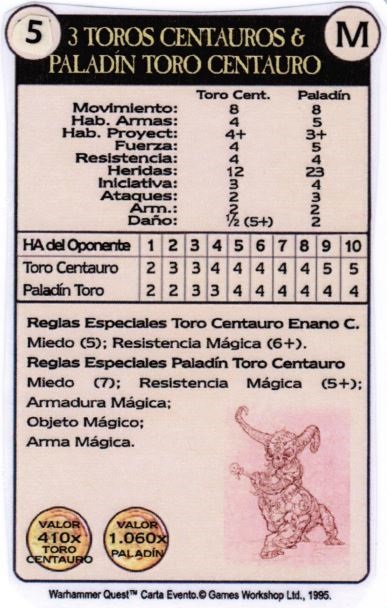 5
3 TOROS CENTAUROS &
PALADÍN TORO CENTAURO
M
Toro Cent. Paladín
Movimiento: 8 8
Hab. Armas: 4 5
Hab. Proyect: 4+ 3+
Fuerza: 4 5
Resistencia: 4 4
Heridas: 12 23
Iniciativa: 3 4
Ataques: 2 3
Arm.: 2 2
Daño: ½ (5+) 2
HA del Oponente 1 2 3 4 5 6 7 8 9 10
Toro Centauro 2 3 3 4 4 4 4 4 5 5
Paladín Toro 2 2 3 3 4 4 4 4 4 4
Reglas Especiales Toro Centauro Enano C.
Miedo (5); Resistencia Mágica (6+).
Reglas Especiales Paladín Toro Centauro
Miedo (7); Resistencia Mágica (5+);
Armadura Mágica;
Objeto Mágico;
Arma Mágica.
VALOR
410x
TORO
CENTAURO
VALOR
1.060x
PALADÍN
Warhammer Quest™ Carta Evento.© Games Workshop Ltd., 1995.